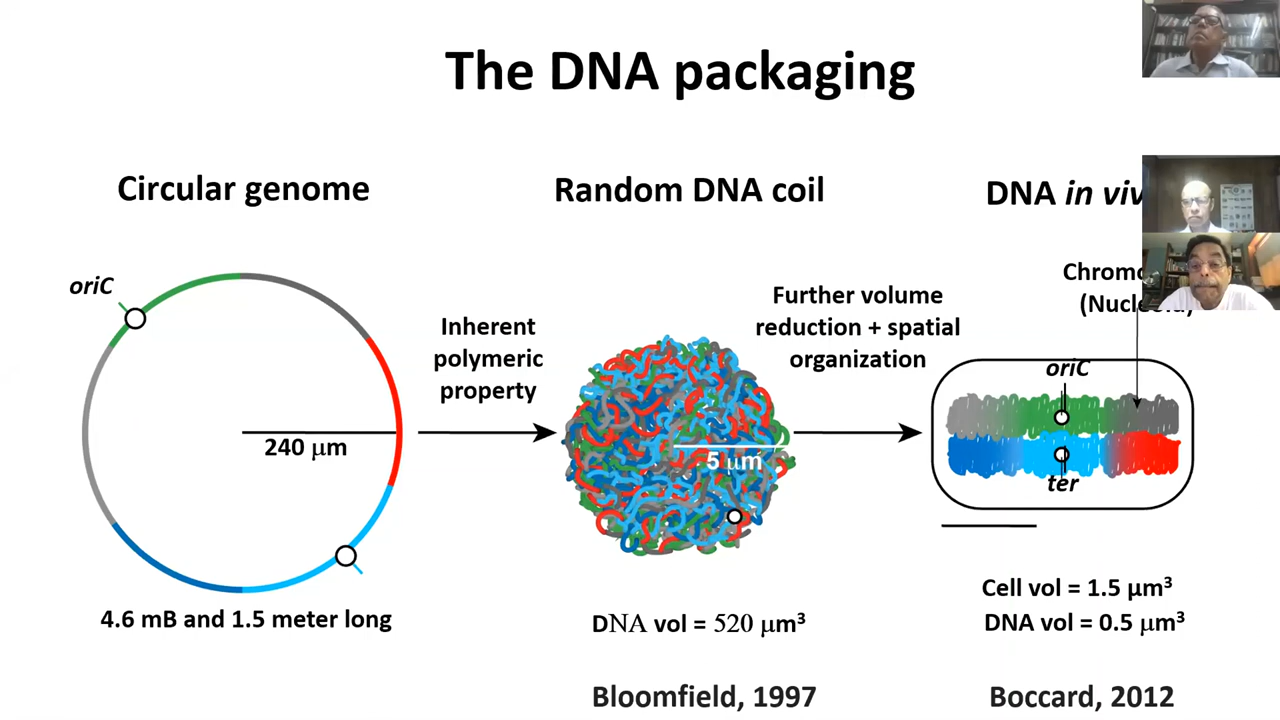 The DNA packaging
Circular genome
Random DNA coil
DNA in viv
oriC
240 μm
4.6 mB and 1.5 meter long
Inherent
polymeric
property
5 μm
DNA vol = 520 μm³
Bloomfield, 1997
Further volume
reduction + spatial
organization
(Nucleoid)
oriC
ter
Cell vol = 1.5 μm³
DNA vol = 0.5 μm³
Boccard, 2012